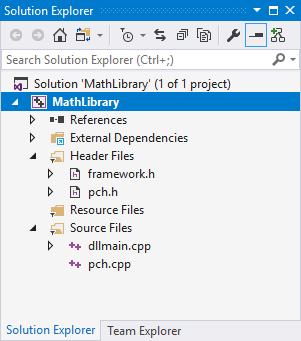 Solution Explorer
Search Solution Explorer (Ctrl+;)
Solution 'MathLibrary' (1 of 1 project)
MathLibrary
References
External Dependencies
Header Files
framework.h
pch.h
Resource Files
Source Files
dllmain.cpp
pch.cpp
Solution Explorer Team Explorer